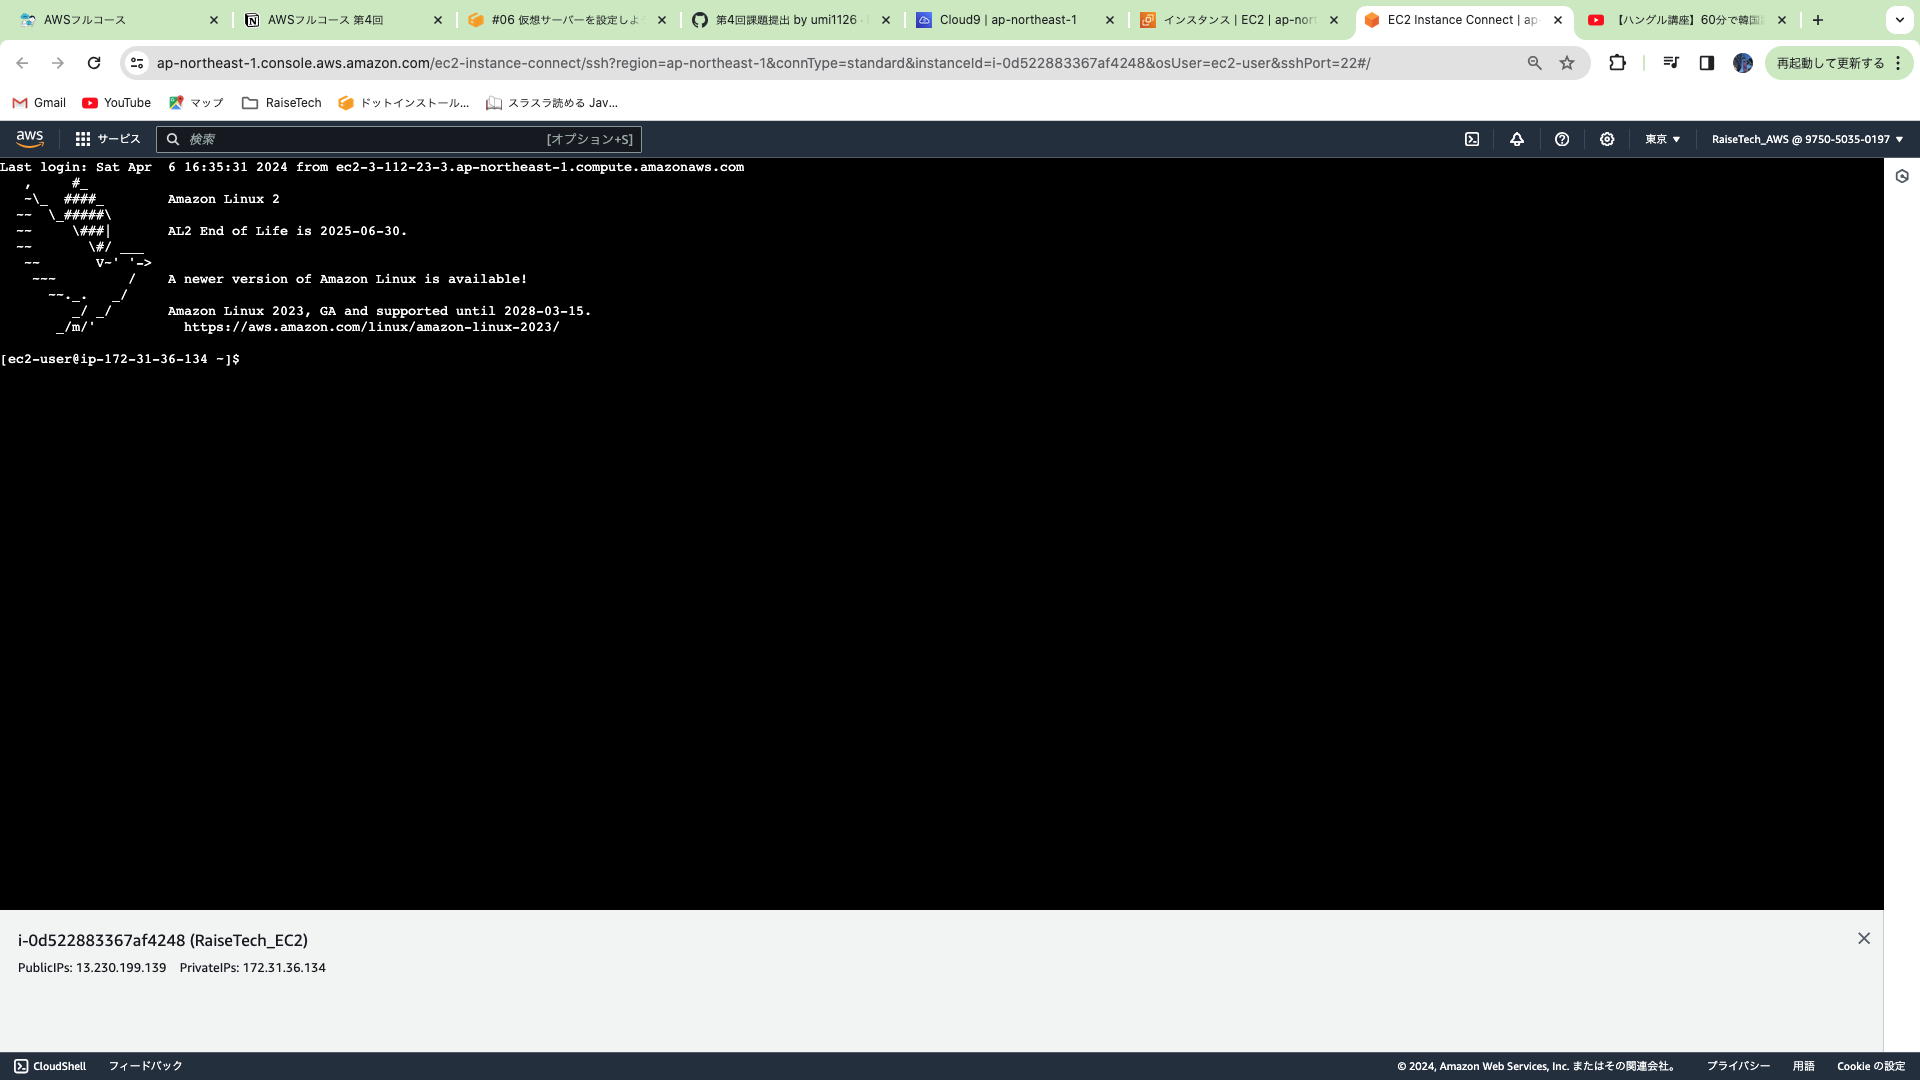 AWSフルコース
AWSフルコース 第4回
#06 仮想サーバーを設定しよ
第4回課題提出 by umi1126 ·
Cloud9 | ap-northeast-1
インスタンス | EC2 | ap-nort
EC2 Instance Connect | ap-
【ハングル講座】60分で韓国
ap-northeast-1.console.aws.amazon.com/ec2-instance-connect/ssh?region=ap-northeast-1&connType=standard&instanceId=i-0d522883367af4248&osUser=ec2-user&sshPort=22#/
再起動して更新する
Gmail
YouTube
マップ
RaiseTech
ドットインストール...
スラスラ読める Jav...
aws
サービス
検索
[オプション+S]
東京
RaiseTech_AWS @ 9750-5035-0197
Last login: Sat Apr  6 16:35:31 2024 from ec2-3-112-23-3.ap-northeast-1.compute.amazonaws.com
   ,     #_
   ~\_  ####_        Amazon Linux 2
  ~~  \_#####\
  ~~     \###|       AL2 End of Life is 2025-06-30.
  ~~       \#/ ___
   ~~       V~' '->
    ~~~         /    A newer version of Amazon Linux is available!
      ~~._.   _/
         _/ _/       Amazon Linux 2023, GA and supported until 2028-03-15.
       _/m/'           https://aws.amazon.com/linux/amazon-linux-2023/
[ec2-user@ip-172-31-36-134 ~]$
i-0d522883367af4248 (RaiseTech_EC2)
PublicIPs: 13.230.199.139 PrivateIPs: 172.31.36.134
CloudShell
フィードバック
© 2024, Amazon Web Services, Inc. またはその関連会社。
プライバシー
用語
Cookie の設定